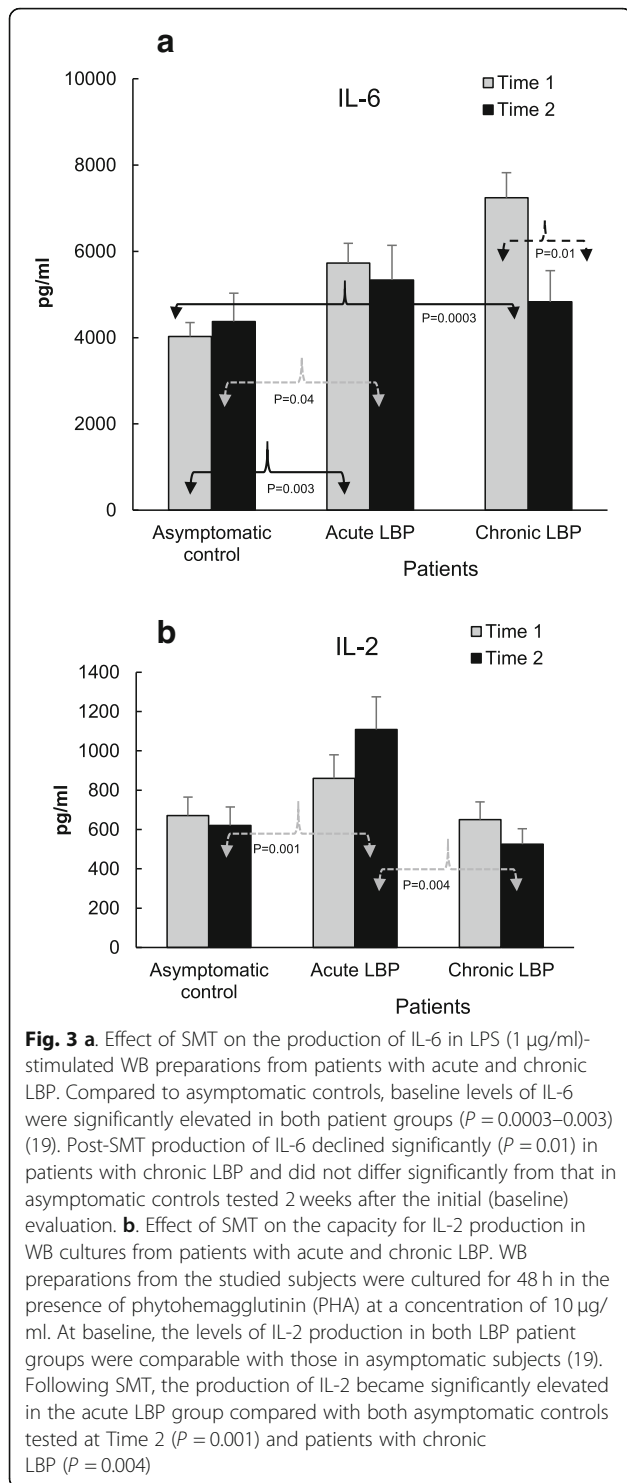 a
10000
IL-6
Time 1
Time 2
8000
P=0.01
6000
pg/ml
P=0.0003
4000
P=0.04
2000
P=0.003
0
Asymptomatic control
Acute LBP
Chronic LBP
Patients
b
IL-2
Time 1
Time 2
1400
1200
1000
800
pg/ml
600
P=0.001
400
P=0.004
200
0
Asymptomatic control
Acute LBP
Chronic LBP
Patients
Fig. 3 a. Effect of SMT on the production of IL-6 in LPS (1 μg/ml)-
stimulated WB preparations from patients with acute and chronic
LBP. Compared to asymptomatic controls, baseline levels of IL-6
were significantly elevated in both patient groups (P = 0.0003–0.003)
(19). Post-SMT production of IL-6 declined significantly (P = 0.01) in
patients with chronic LBP and did not differ significantly from that in
asymptomatic controls tested 2 weeks after the initial (baseline)
evaluation. b. Effect of SMT on the capacity for IL-2 production in
WB cultures from patients with acute and chronic LBP. WB
preparations from the studied subjects were cultured for 48 h in the
presence of phytohemagglutinin (PHA) at a concentration of 10 μg/
ml. At baseline, the levels of IL-2 production in both LBP patient
groups were comparable with those in asymptomatic subjects (19).
Following SMT, the production of IL-2 became significantly elevated
in the acute LBP group compared with both asymptomatic controls
tested at Time 2 (P = 0.001) and patients with chronic
LBP (P = 0.004)